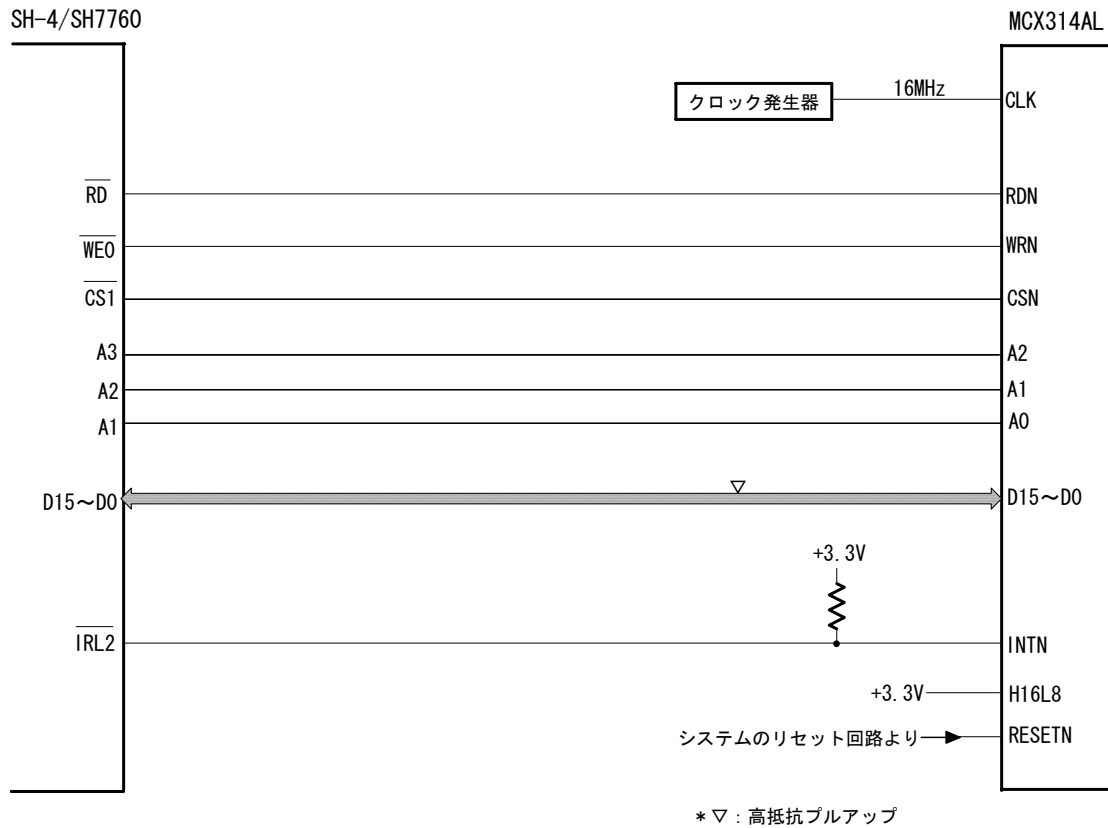 SH-4/SH7760
MCX314AL
クロック発生器
16MHz
CLK
RD
RDN
WE0
WRN
CS1
CSN
A3
A2
A2
A1
A1
A0
D15～D0
D15～D0
+3.3V
IRL2
INTN
+3.3V
H16L8
システムのリセット回路より
RESETN
*▽：高抵抗プルアップ